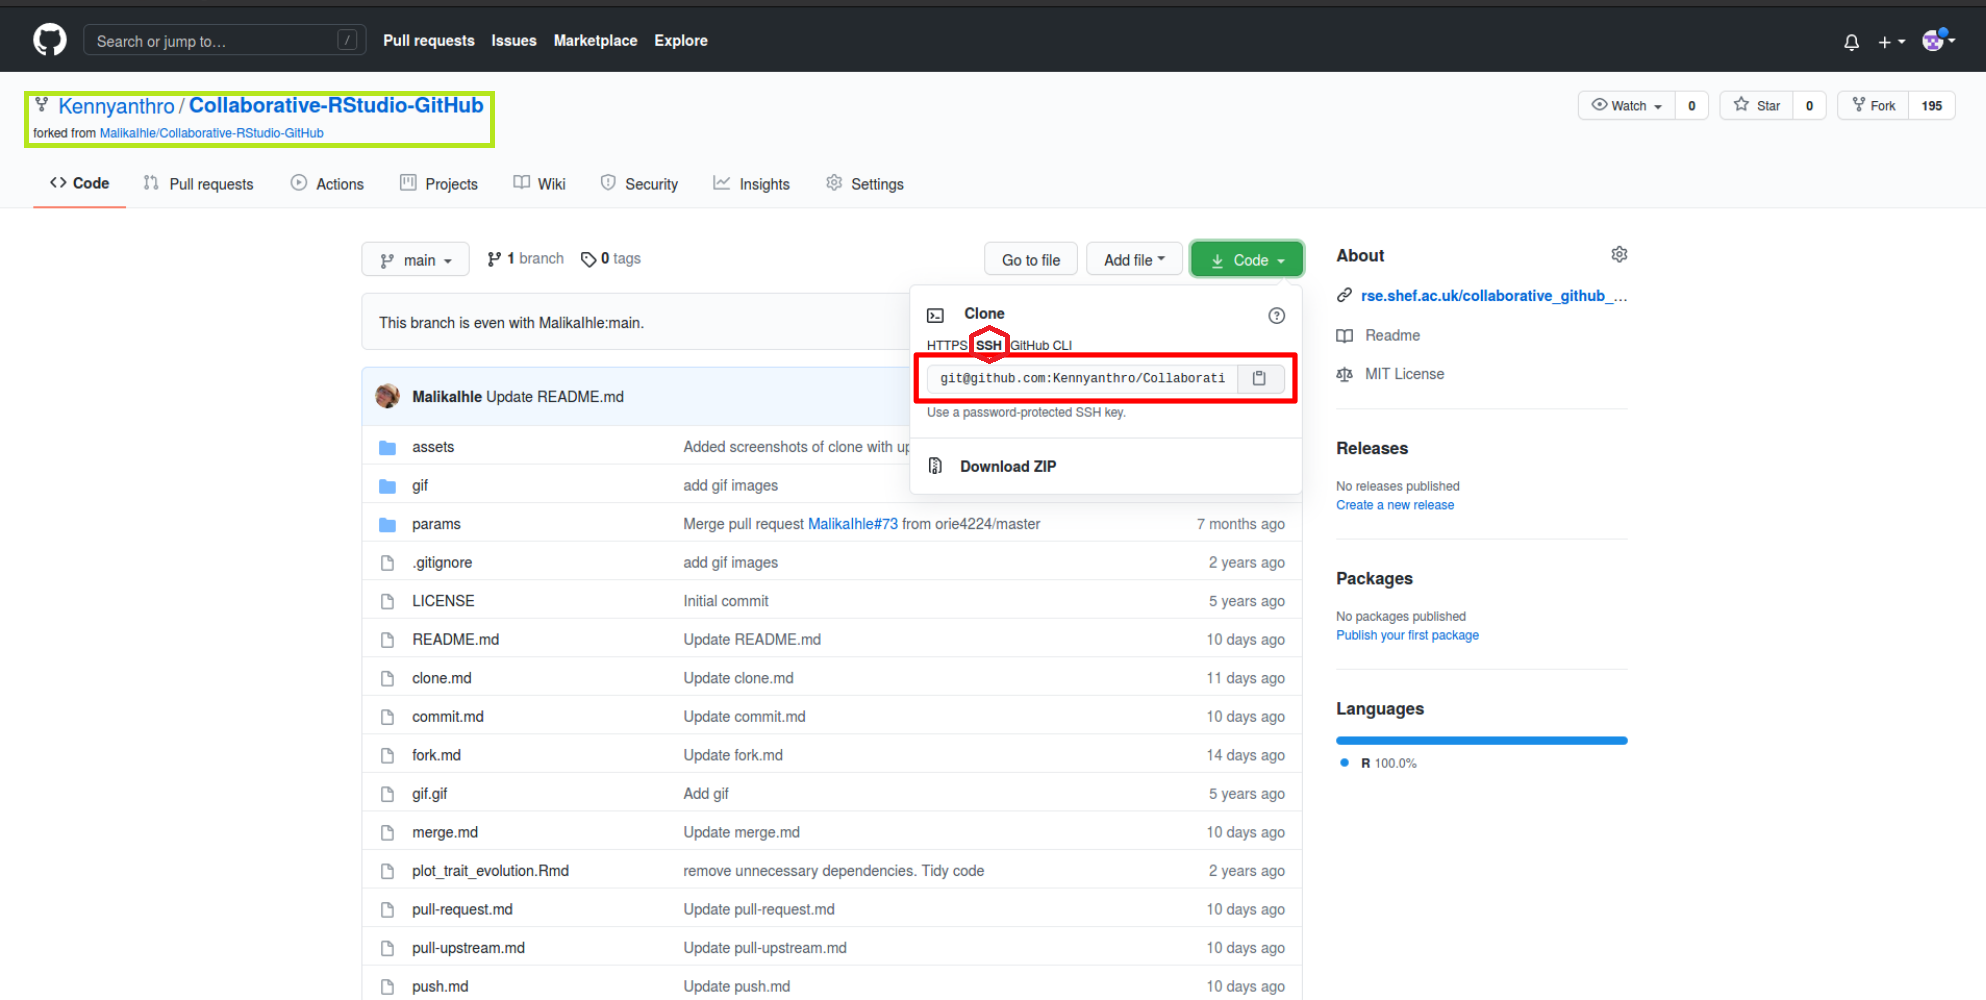 Search or jump to… /
Pull requests Issues Marketplace Explore
Kennyanthro / Collaborative-RStudio-GitHub
forked from MalikaIhle/Collaborative-RStudio-GitHub
Watch 0 Star 0 Fork 195
Code Pull requests Actions Projects Wiki Security Insights Settings
main 1 branch 0 tags Go to file Add file Code
This branch is even with MalikaIhle:main.
Clone
HTTPS SSH GitHub CLI
git@github.com:Kennyanthro/Collaborati
Use a password-protected SSH key.
Download ZIP
MalikaIhle Update README.md
assets Added screenshots of clone with up
gif add gif images
params Merge pull request MalikaIhle#73 from orie4224/master 7 months ago
.gitignore add gif images 2 years ago
LICENSE Initial commit 5 years ago
README.md Update README.md 10 days ago
clone.md Update clone.md 11 days ago
commit.md Update commit.md 10 days ago
fork.md Update fork.md 14 days ago
gif.gif Add gif 5 years ago
merge.md Update merge.md 10 days ago
plot_trait_evolution.Rmd remove unnecessary dependencies. Tidy code 2 years ago
pull-request.md Update pull-request.md 10 days ago
pull-upstream.md Update pull-upstream.md 10 days ago
push.md Update push.md 10 days ago
About
rse.shef.ac.uk/collaborative_github_...
Readme
MIT License
Releases
No releases published
Create a new release
Packages
No packages published
Publish your first package
Languages
R 100.0%